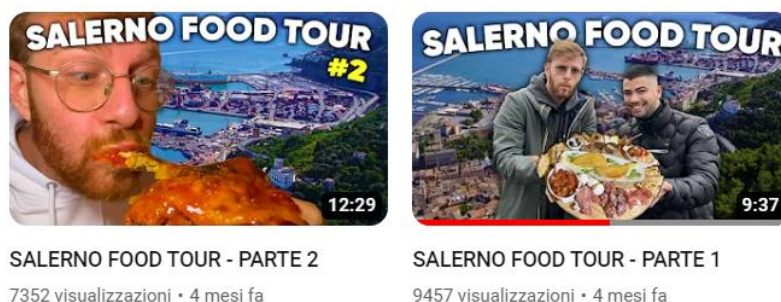 SALERNO FOOD TOUR
#2
12:29
SALERNO FOOD TOUR - PARTE 2
7352 visualizzazioni • 4 mesi fa
SALERNO FOOD TOUR
9:37
SALERNO FOOD TOUR - PARTE 1
9457 visualizzazioni • 4 mesi fa